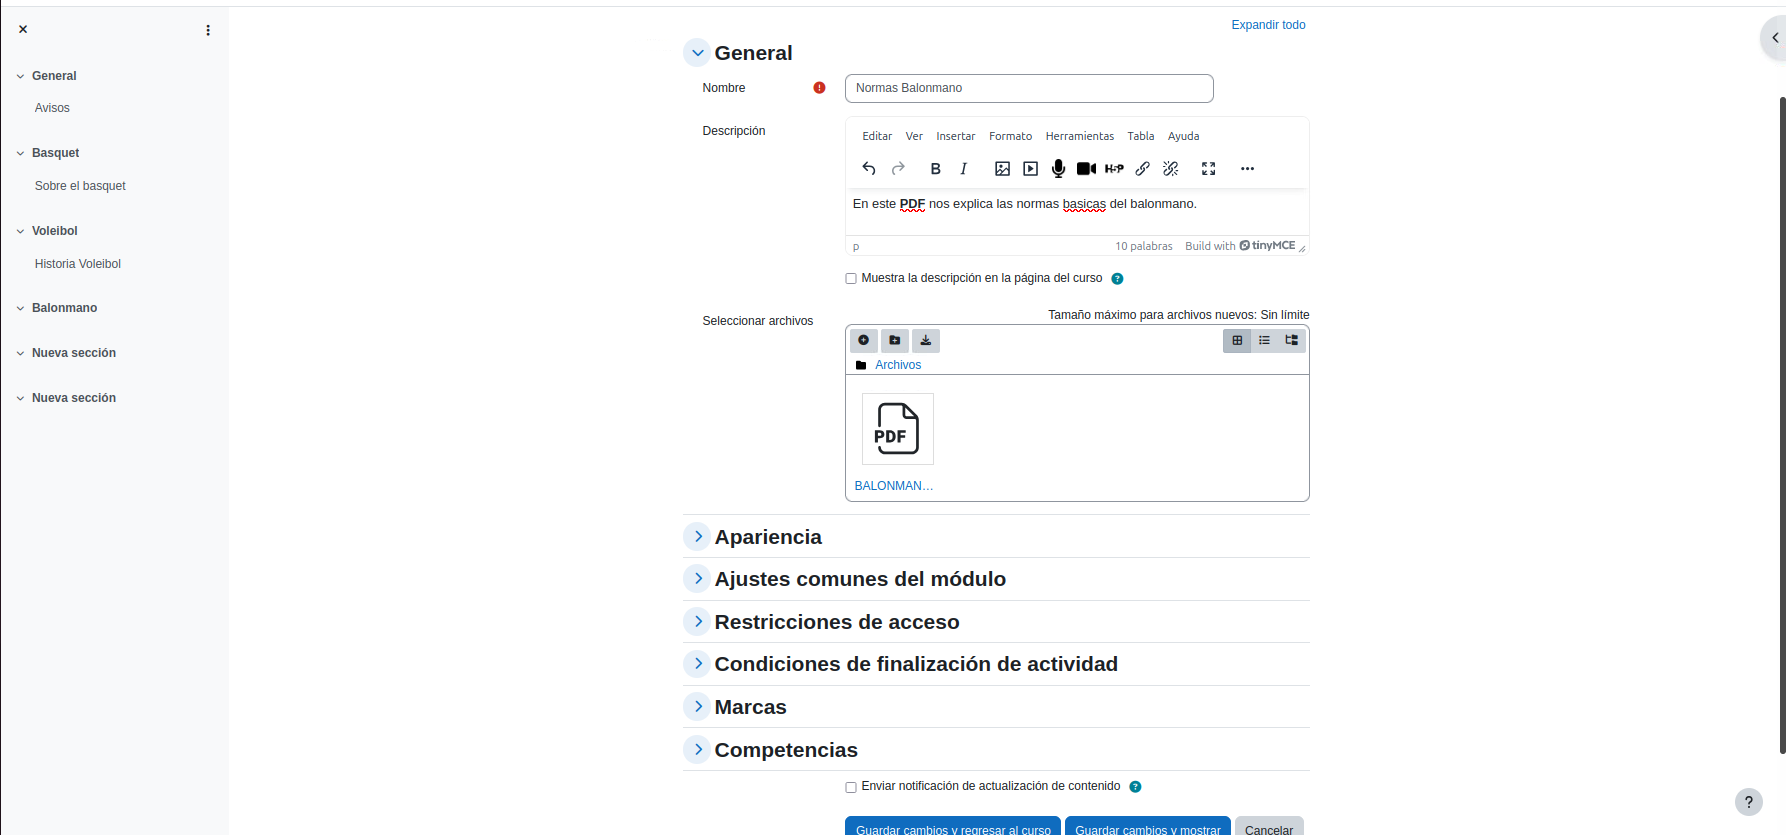 Expandir todo
General
Avisos
Basquet
Sobre el basquet
Voleibol
Historia Voleibol
Balonmano
Nueva sección
Nueva sección
General
Nombre
Normas Balonmano
Descripción
Editar Ver Insertar Formato Herramientas Tabla Ayuda
B I H5P
En este PDF nos explica las normas basicas del balonmano.
p 10 palabras Build with tinyMCE
Muestra la descripción en la página del curso
Seleccionar archivos
Tamaño máximo para archivos nuevos: Sin límite
Archivos
PDF
BALONMAN...
Apariencia
Ajustes comunes del módulo
Restricciones de acceso
Condiciones de finalización de actividad
Marcas
Competencias
Enviar notificación de actualización de contenido
Guardar cambios y regresar al curso Guardar cambios y mostrar Cancelar
?